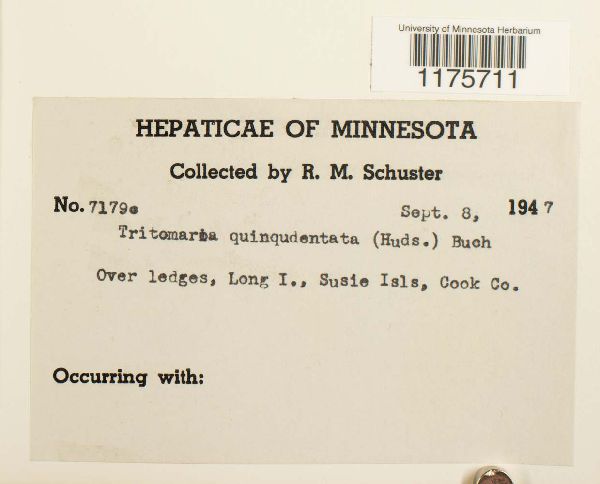 University of Minnesota Herbarium
1175711
HEPATICAE OF MINNESOTA
Collected by R. M. Schuster
No. 7179e Sept. 8, 1947
Tritomaria quinqudentata (Huds.) Buch
Over ledges, Long I., Susie Isls, Cook Co.
Occurring with: